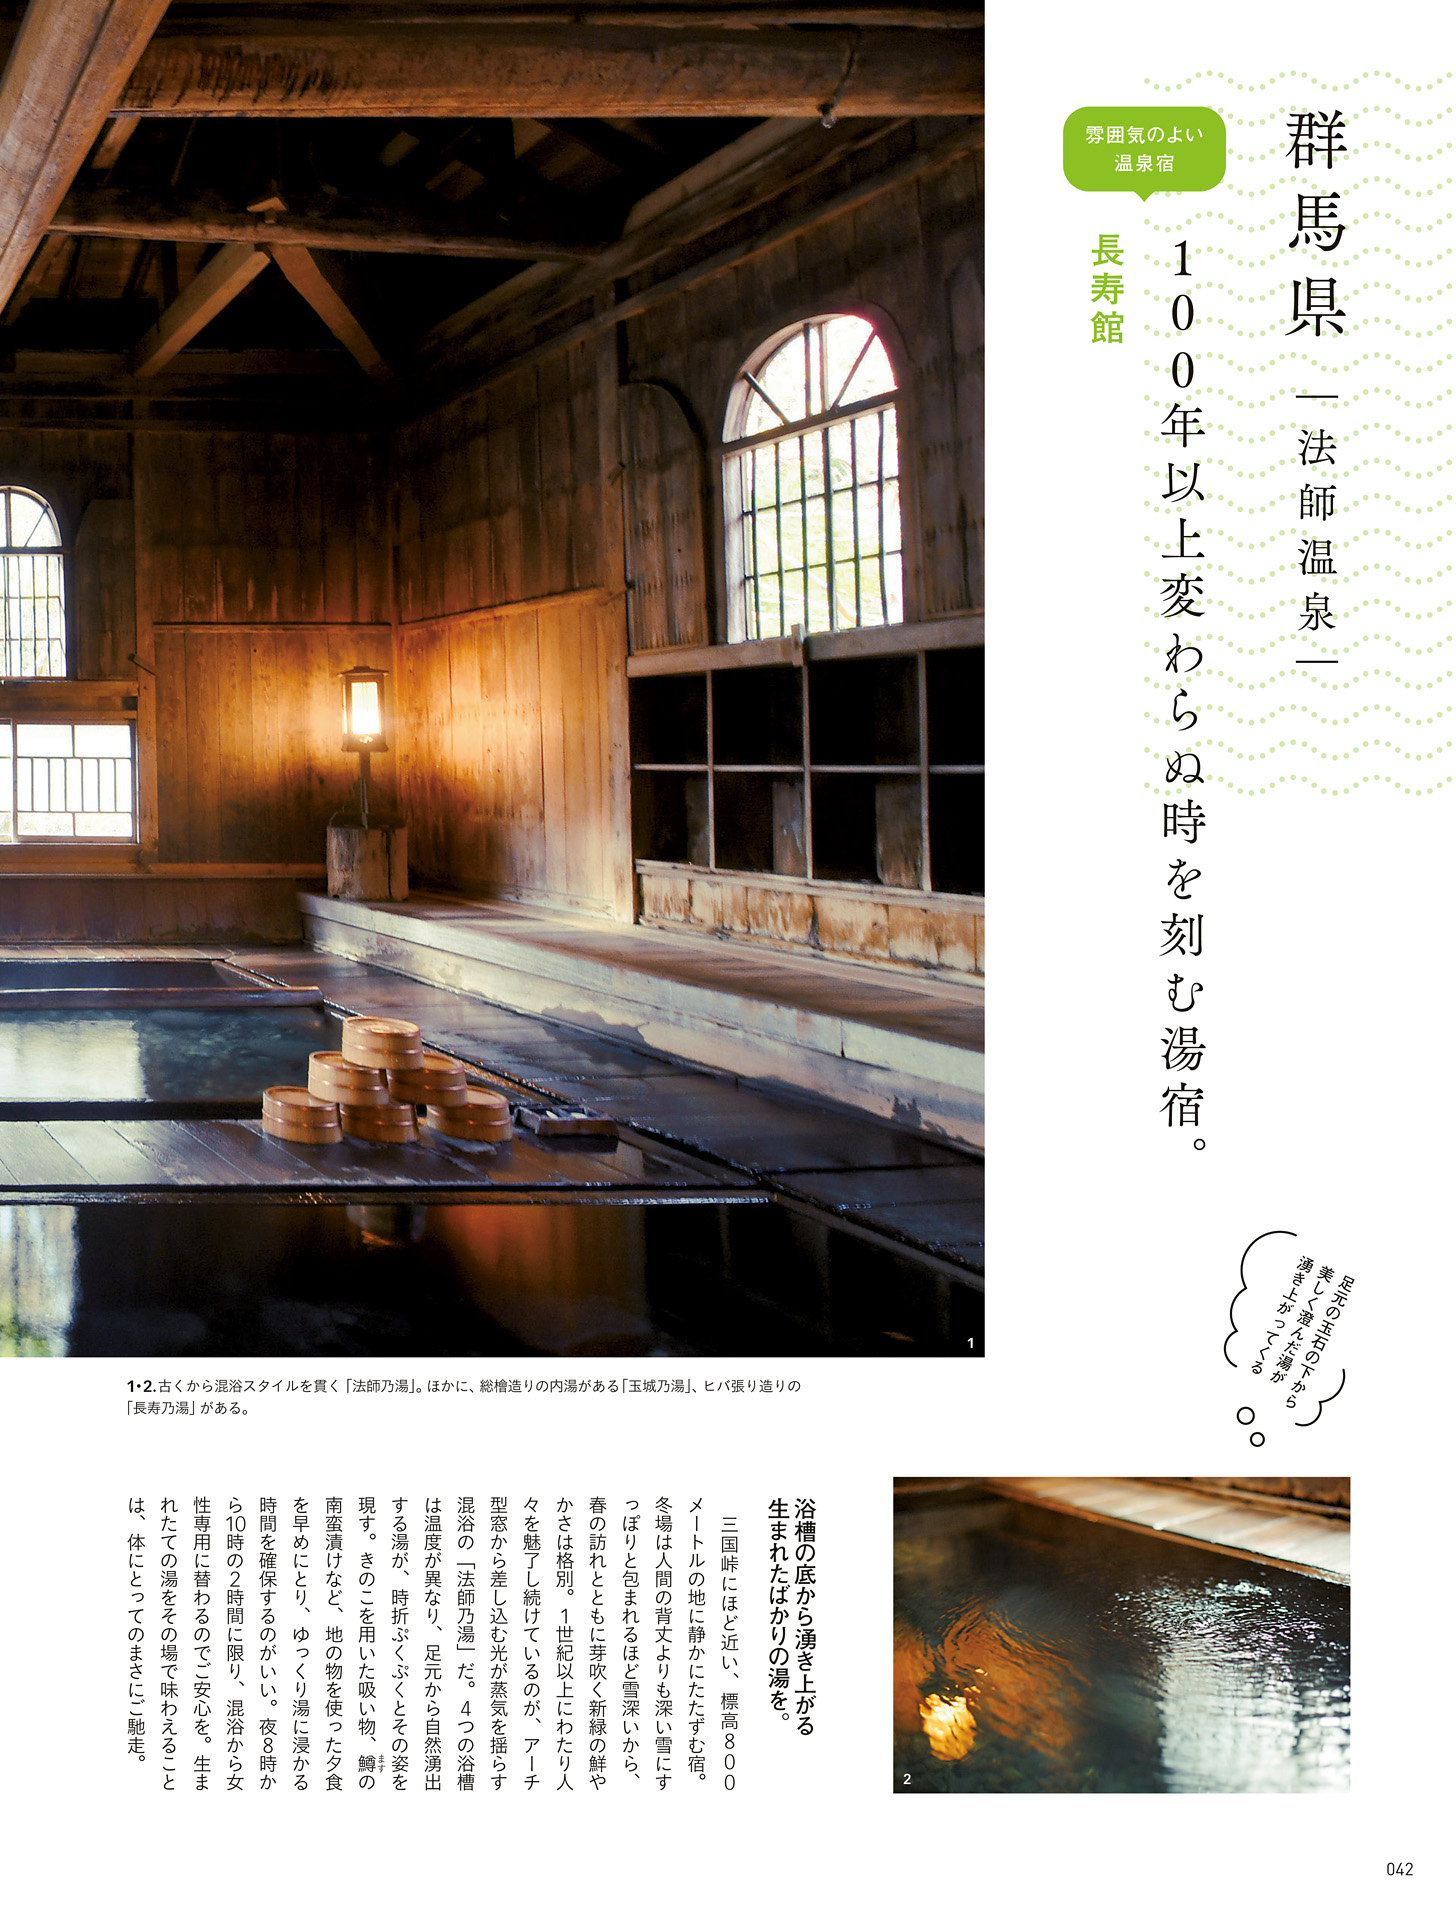 群馬県 ―法師温泉―
100年以上変わらぬ時を刻む湯宿。
雰囲気のよい
温泉宿
長寿館
足元の玉石の下から
美しく澄んだ湯が
湧き上がってくる
1
1・2.古くから混浴スタイルを貫く「法師乃湯」。ほかに、総檜造りの内湯がある「玉城乃湯」、ヒバ張り造りの
「長寿乃湯」がある。
2
浴槽の底から湧き上がる
生まれたばかりの湯を。
三国峠にほど近い、標高800
メートルの地に静かにたたずむ宿。
冬場は人間の背丈よりも深い雪にす
っぽりと包まれるほど雪深いから、
春の訪れとともに芽吹く新緑の鮮や
かさは格別。1世紀以上にわたり人
々を魅了し続けているのが、アーチ
型窓から差し込む光が蒸気を揺らす
混浴の「法師乃湯」だ。4つの浴槽
は温度が異なり、足元から自然湧出
する湯が、時折ぷくぷくとその姿を
現す。きのこを用いた吸い物、鱒ますの
南蛮漬けなど、地の物を使った夕食
を早めにとり、ゆっくり湯に浸かる
時間を確保するのがいい。夜8時か
ら10時の2時間に限り、混浴から女
性専用に替わるのでご安心を。生ま
れたての湯をその場で味わえること
は、体にとってのまさにご馳走。
042